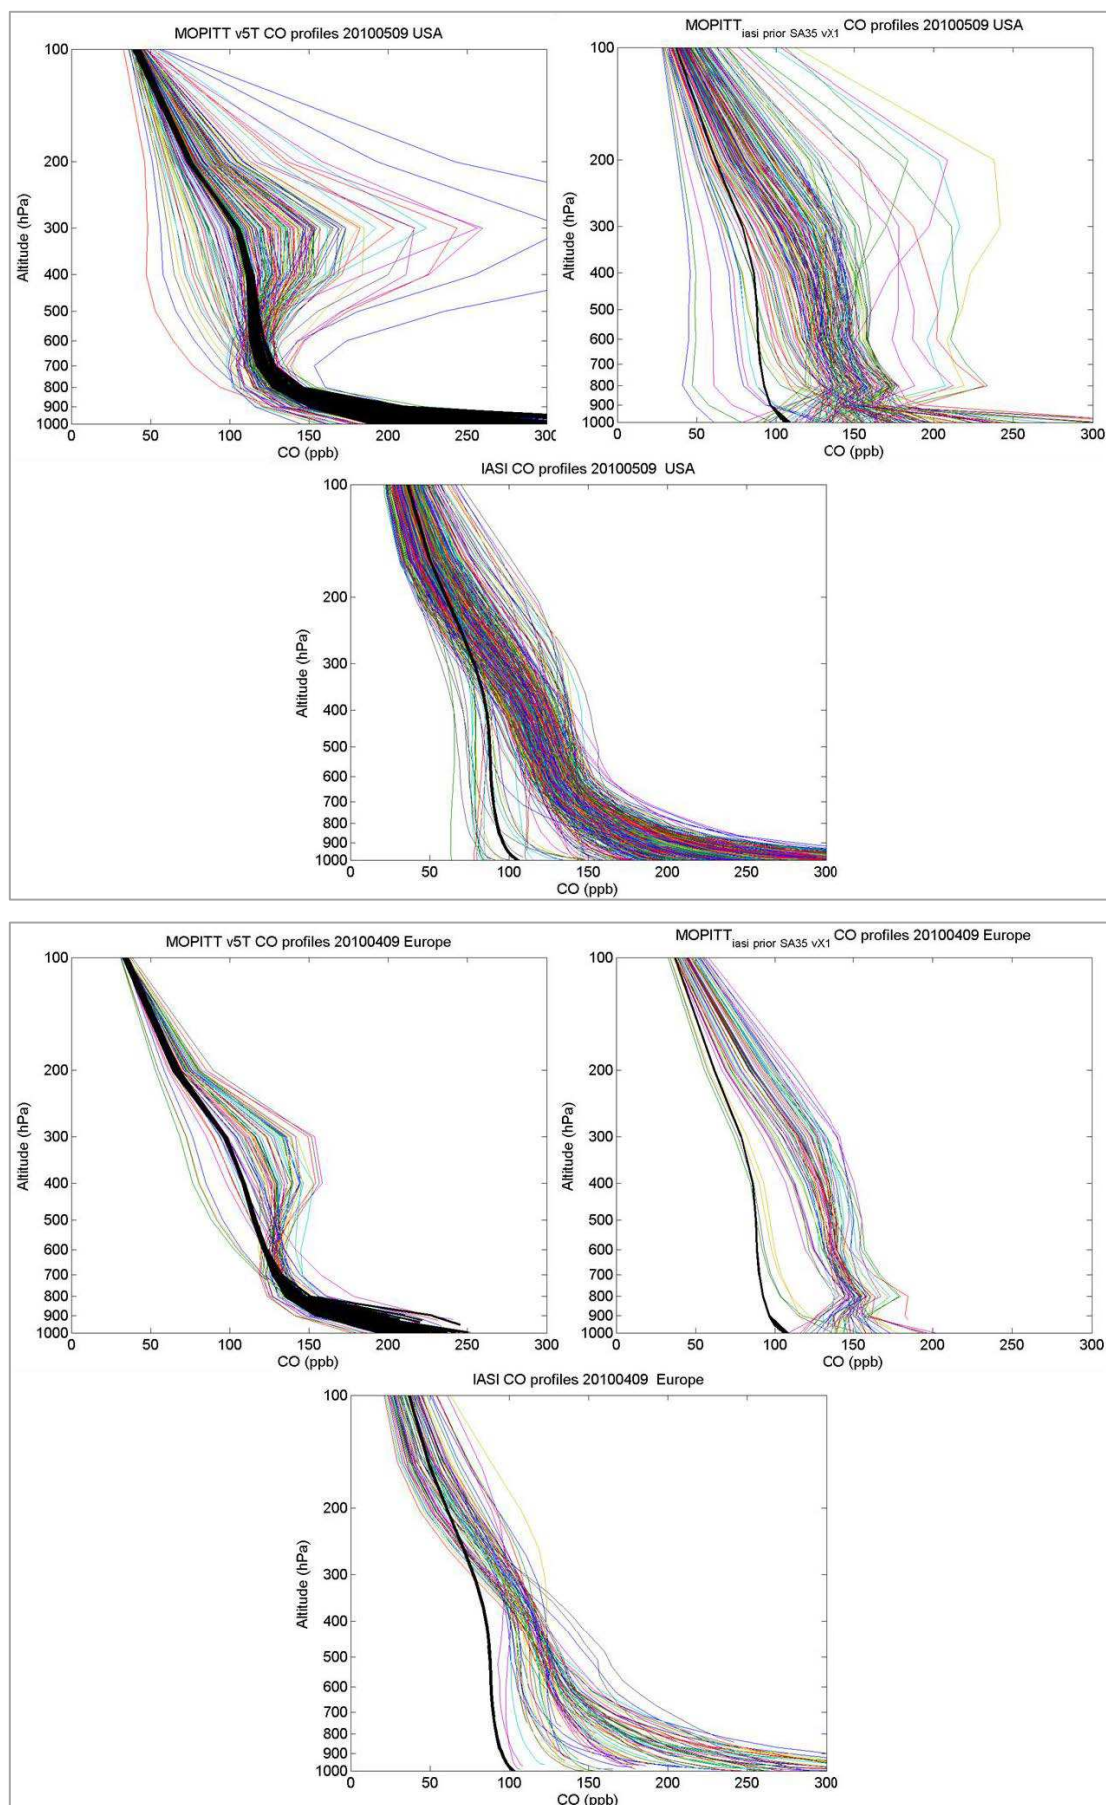 MOPITT v5T CO profiles 20100509 USA
100
200
300
400
500
600
700
800
900
1000
0 50 100 150 200 250 300
Altitude (hPa)
CO (ppb)
MOPITT iasi prior SA35 vX1 CO profiles 20100509 USA
100
200
300
400
500
600
700
800
900
1000
0 50 100 150 200 250 300
Altitude (hPa)
CO (ppb)
IASI CO profiles 20100509 USA
100
200
300
400
500
600
700
800
900
1000
0 50 100 150 200 250 300
Altitude (hPa)
CO (ppb)
MOPITT v5T CO profiles 20100409 Europe
100
200
300
400
500
600
700
800
900
1000
0 50 100 150 200 250 300
Altitude (hPa)
CO (ppb)
MOPITT iasi prior SA35 vX1 CO profiles 20100409 Europe
100
200
300
400
500
600
700
800
900
1000
0 50 100 150 200 250 300
Altitude (hPa)
CO (ppb)
IASI CO profiles 20100409 Europe
100
200
300
400
500
600
700
800
900
1000
0 50 100 150 200 250 300
Altitude (hPa)
CO (ppb)